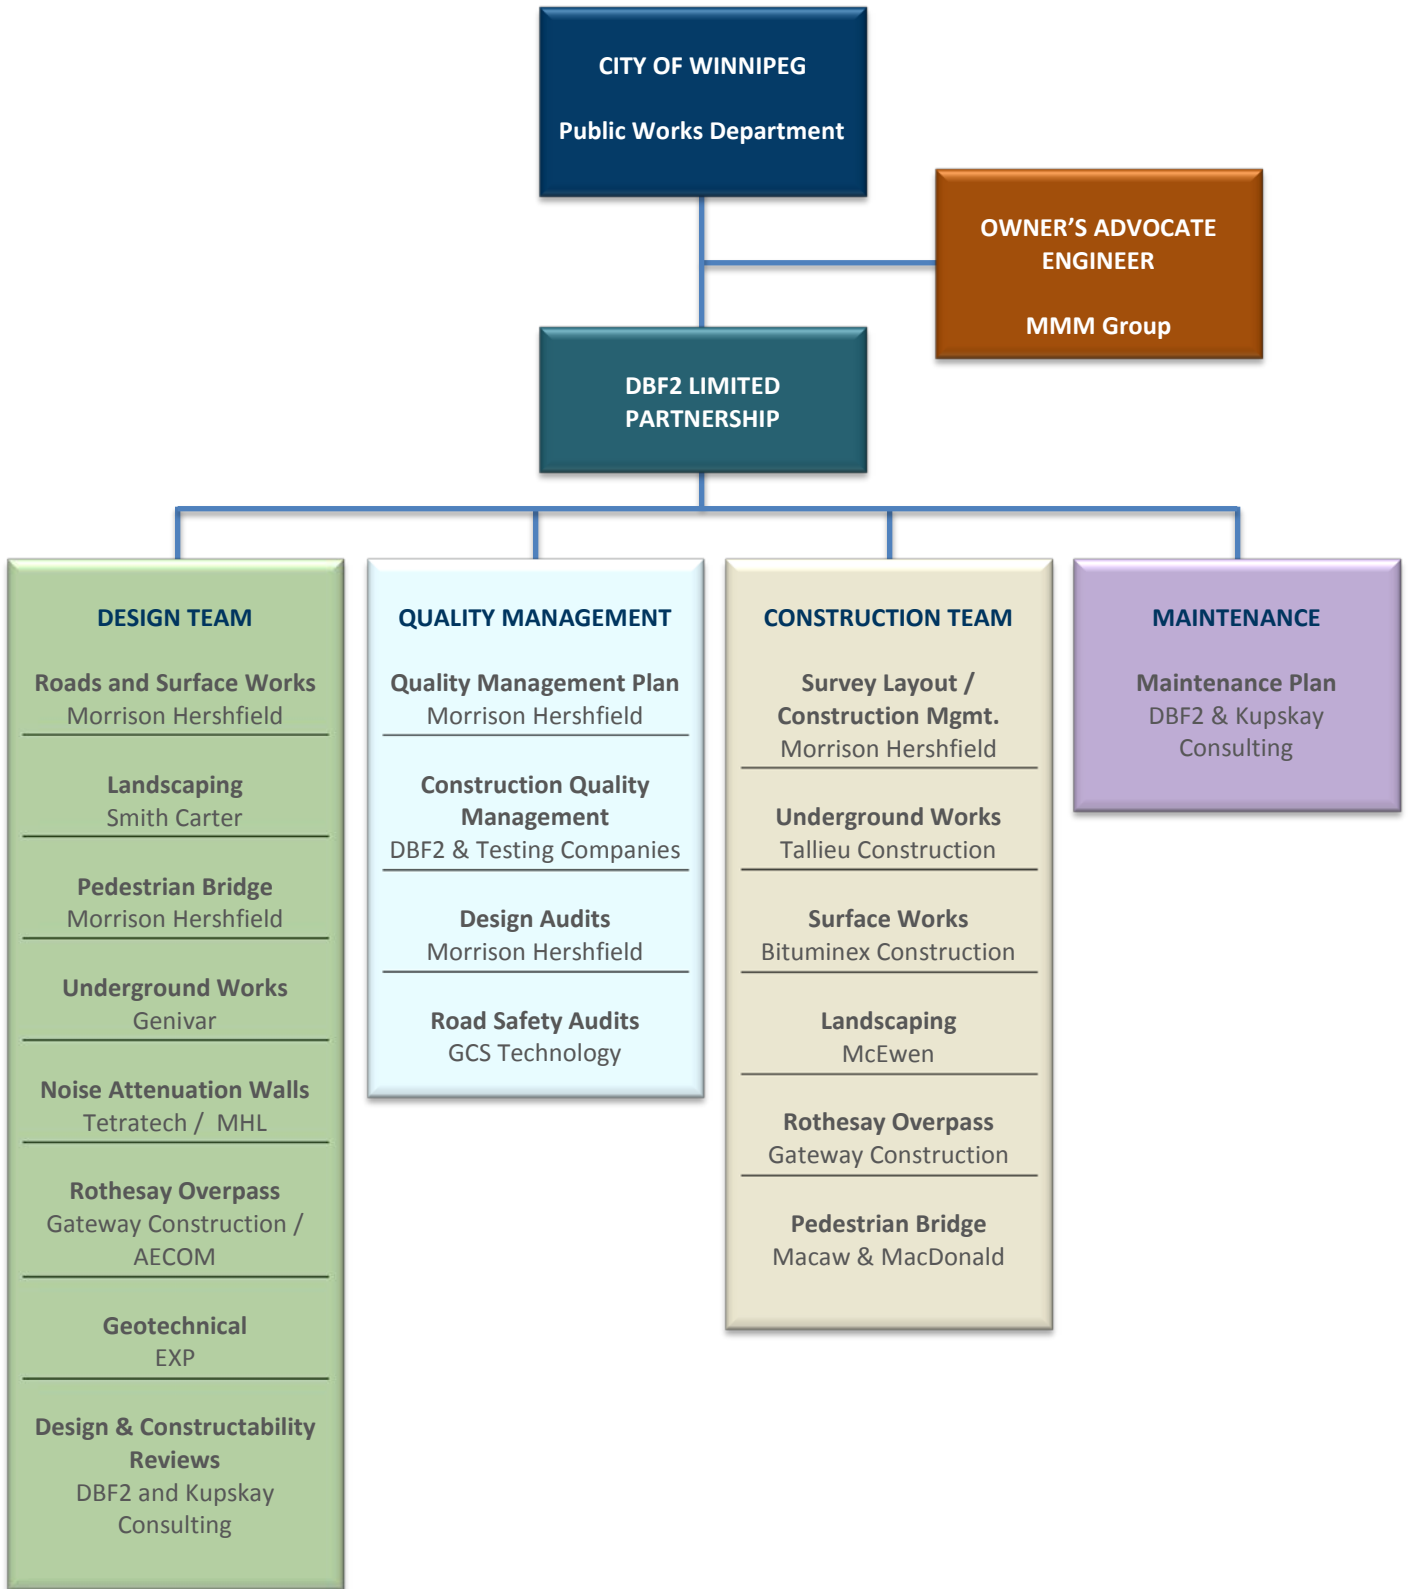 CITY OF WINNIPEG
Public Works Department
OWNER’S ADVOCATE
ENGINEER
MMM Group
DBF2 LIMITED
PARTNERSHIP
DESIGN TEAM
Roads and Surface Works
Morrison Hershfield
Landscaping
Smith Carter
Pedestrian Bridge
Morrison Hershfield
Underground Works
Genivar
Noise Attenuation Walls
Tetratech / MHL
Rothesay Overpass
Gateway Construction /
AECOM
Geotechnical
EXP
Design & Constructability
Reviews
DBF2 and Kupskay
Consulting
QUALITY MANAGEMENT
Quality Management Plan
Morrison Hershfield
Construction Quality
Management
DBF2 & Testing Companies
Design Audits
Morrison Hershfield
Road Safety Audits
GCS Technology
CONSTRUCTION TEAM
Survey Layout /
Construction Mgmt.
Morrison Hershfield
Underground Works
Tallieu Construction
Surface Works
Bituminex Construction
Landscaping
McEwen
Rothesay Overpass
Gateway Construction
Pedestrian Bridge
Macaw & MacDonald
MAINTENANCE
Maintenance Plan
DBF2 & Kupskay
Consulting